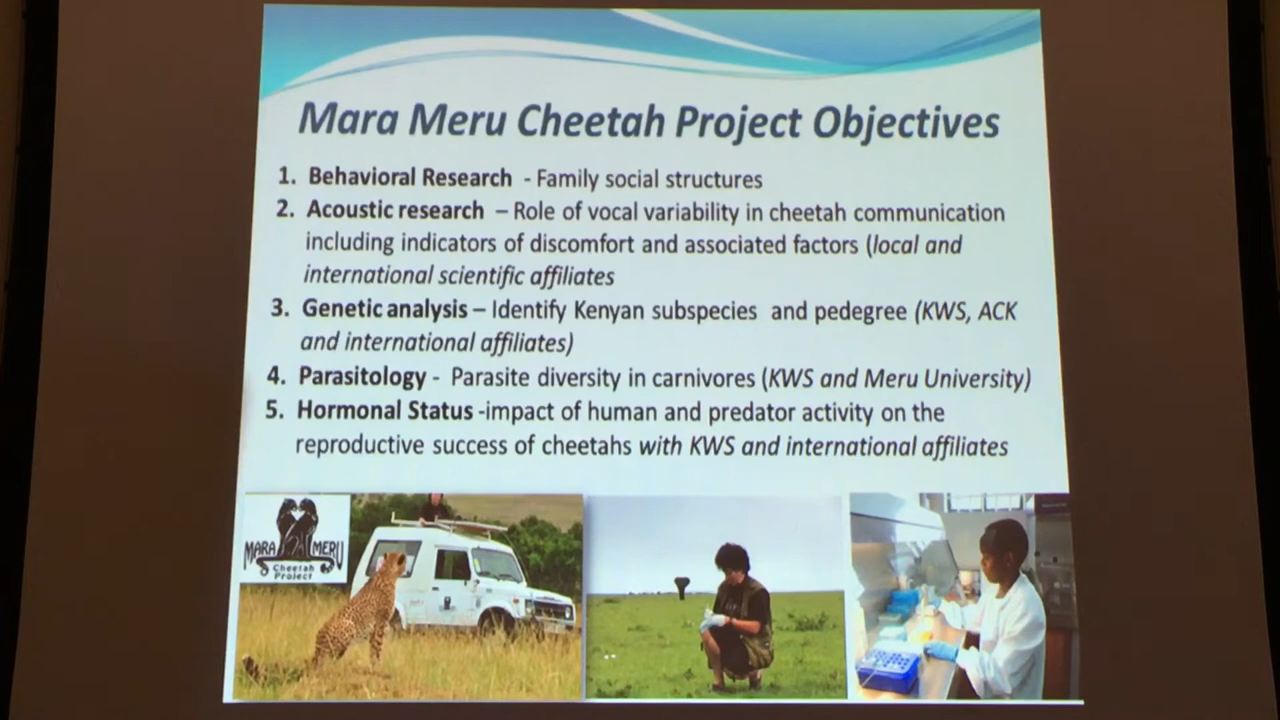 Mara Meru Cheetah Project Objectives
1. Behavioral Research - Family social structures
2. Acoustic research – Role of vocal variability in cheetah communication
including indicators of discomfort and associated factors (local and
international scientific affiliates
3. Genetic analysis – Identify Kenyan subspecies and pedegree (KWS, ACK
and international affiliates)
4. Parasitology - Parasite diversity in carnivores (KWS and Meru University)
5. Hormonal Status -impact of human and predator activity on the
reproductive success of cheetahs with KWS and international affiliates
MARA MERU
Cheetah
Project